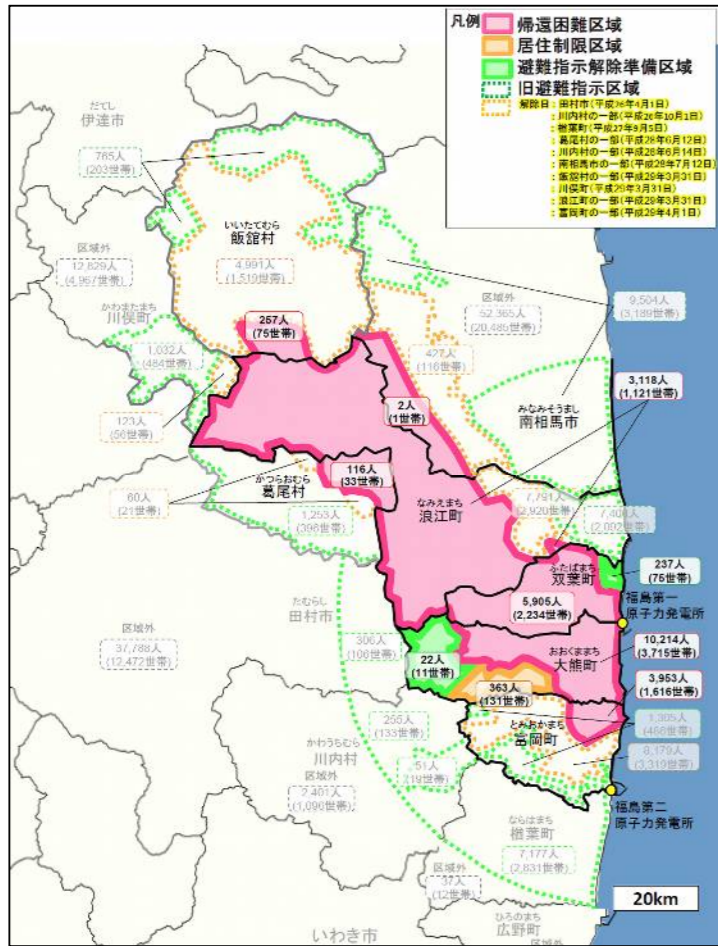 凡例
帰還困難区域
居住制限区域
避難指示解除準備区域
旧避難指示区域
解除日：田村市(平成26年4月1日)
：川内村の一部(平成26年10月1日)
：楢葉町(平成27年9月5日)
：葛尾村の一部(平成28年6月12日)
：川内村(平成28年6月14日)
：南相馬市の一部(平成28年7月12日)
：飯舘村の一部(平成29年3月31日)
：川俣町(平成29年3月31日)
：浪江町の一部(平成29年3月31日)
：富岡町の一部(平成29年4月1日)
だてし
伊達市
765人
(203世帯)
いいたてむら
飯舘村
4,991人
(1,519世帯)
区域外
12,829人
(4,967世帯)
かわまたまち
川俣町
257人
(75世帯)
区域外
52,365人
(20,485世帯)
9,504人
(3,189世帯)
1,032人
(484世帯)
427人
(116世帯)
3,118人
(1,121世帯)
2人
(1世帯)
みなみそうまし
南相馬市
123人
(56世帯)
116人
(33世帯)
かつらおむら
葛尾村
なみえまち
浪江町
60人
(21世帯)
1,253人
(396世帯)
7,791人
(2,920世帯)
(2,092世帯)
ふたばまち
双葉町
237人
(75世帯)
たむらし
田村市
5,905人
(2,234世帯)
福島第一
原子力発電所
区域外
37,788人
(12,472世帯)
306人
(106世帯)
おおくままち
大熊町
10,214人
(3,715世帯)
22人
(11世帯)
363人
(131世帯)
3,953人
(1,616世帯)
とみおかまち
富岡町
255人
(133世帯)
かわうちむら
川内村
区域外
2,401人
(1,096世帯)
51人
(19世帯)
(3,319世帯)
福島第二
原子力発電所
ならはまち
楢葉町
7,177人
(2,831世帯)
区域外
37人
(12世帯)
20km
ひろのまち
広野町
区域外
いわき市